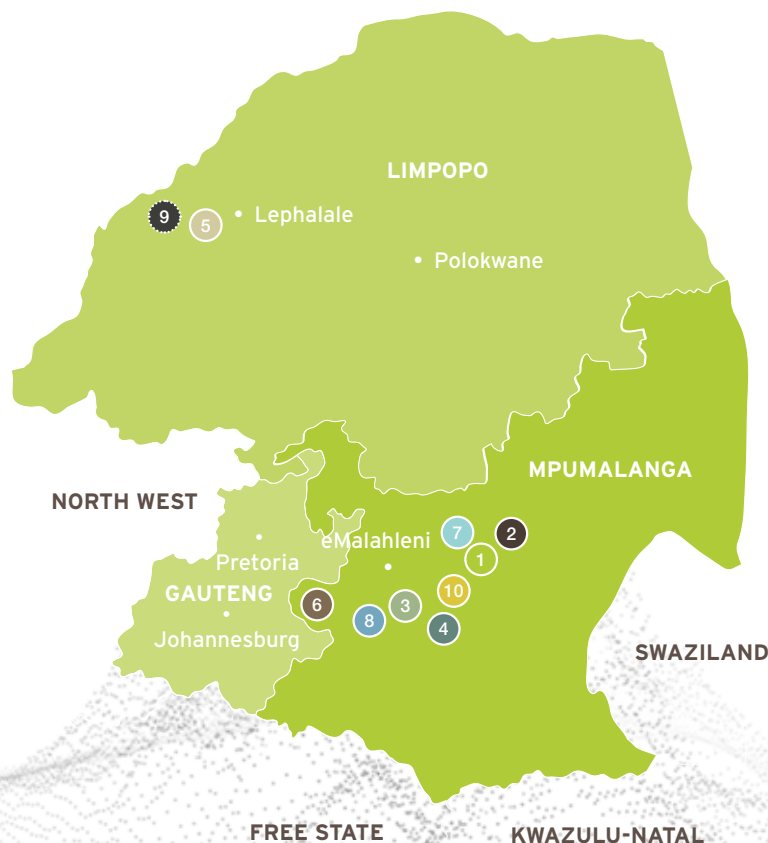 LIMPOPO
9
5
Lephalale
Polokwane
MPUMALANGA
NORTH WEST
7
2
eMalahleni
1
Pretoria
GAUTENG
10
6
3
8
4
Johannesburg
SWAZILAND
FREE STATE
KWAZULU-NATAL